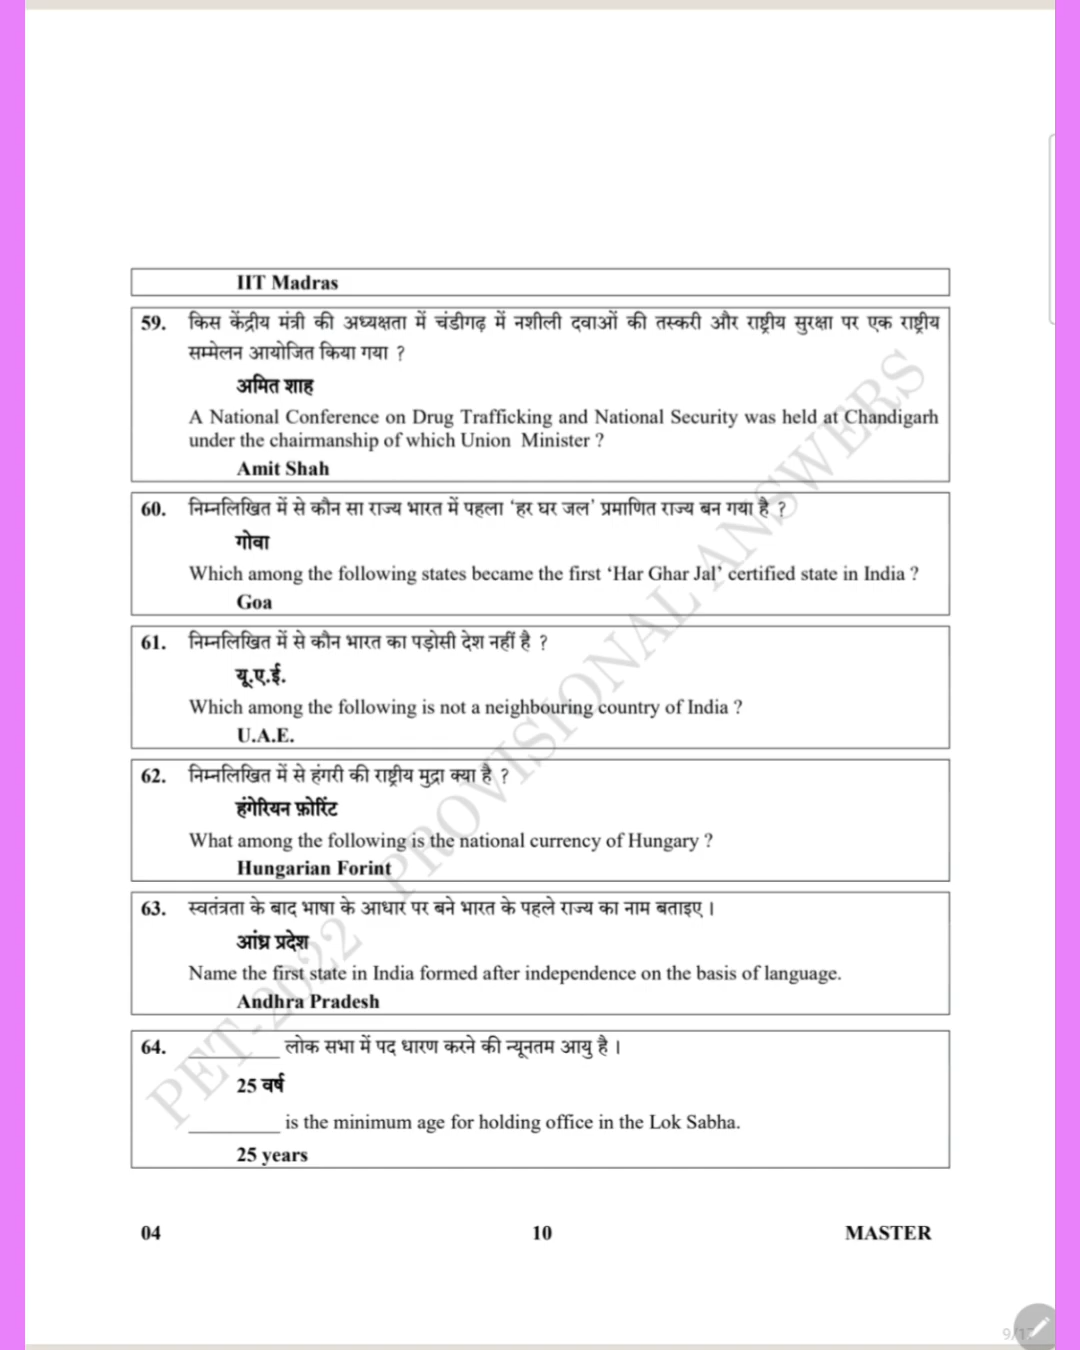 IIT Madras
59. किस केंद्रीय मंत्री की अध्यक्षता में चंडीगढ़ में नशीली दवाओं की तस्करी और राष्ट्रीय सुरक्षा पर एक राष्ट्रीय
सम्मेलन आयोजित किया गया ?
अमित शाह
A National Conference on Drug Trafficking and National Security was held at Chandigarh
under the chairmanship of which Union Minister ?
Amit Shah
60. निम्नलिखित में से कौन सा राज्य भारत में पहला ‘हर घर जल’ प्रमाणित राज्य बन गया है ?
गोवा
Which among the following states became the first ‘Har Ghar Jal’ certified state in India ?
Goa
61. निम्नलिखित में से कौन भारत का पड़ोसी देश नहीं है ?
यू.ए.ई.
Which among the following is not a neighbouring country of India ?
U.A.E.
62. निम्नलिखित में से हंगरी की राष्ट्रीय मुद्रा क्या है ?
हंगेरियन फ़ोरिंट
What among the following is the national currency of Hungary ?
Hungarian Forint
63. स्वतंत्रता के बाद भाषा के आधार पर बने भारत के पहले राज्य का नाम बताइए ।
आंध्र प्रदेश
Name the first state in India formed after independence on the basis of language.
Andhra Pradesh
64. _________ लोक सभा में पद धारण करने की न्यूनतम आयु है ।
25 वर्ष
_________ is the minimum age for holding office in the Lok Sabha.
25 years
PET-2022 PROVISIONAL ANSWERS
04 10 MASTER
9/17